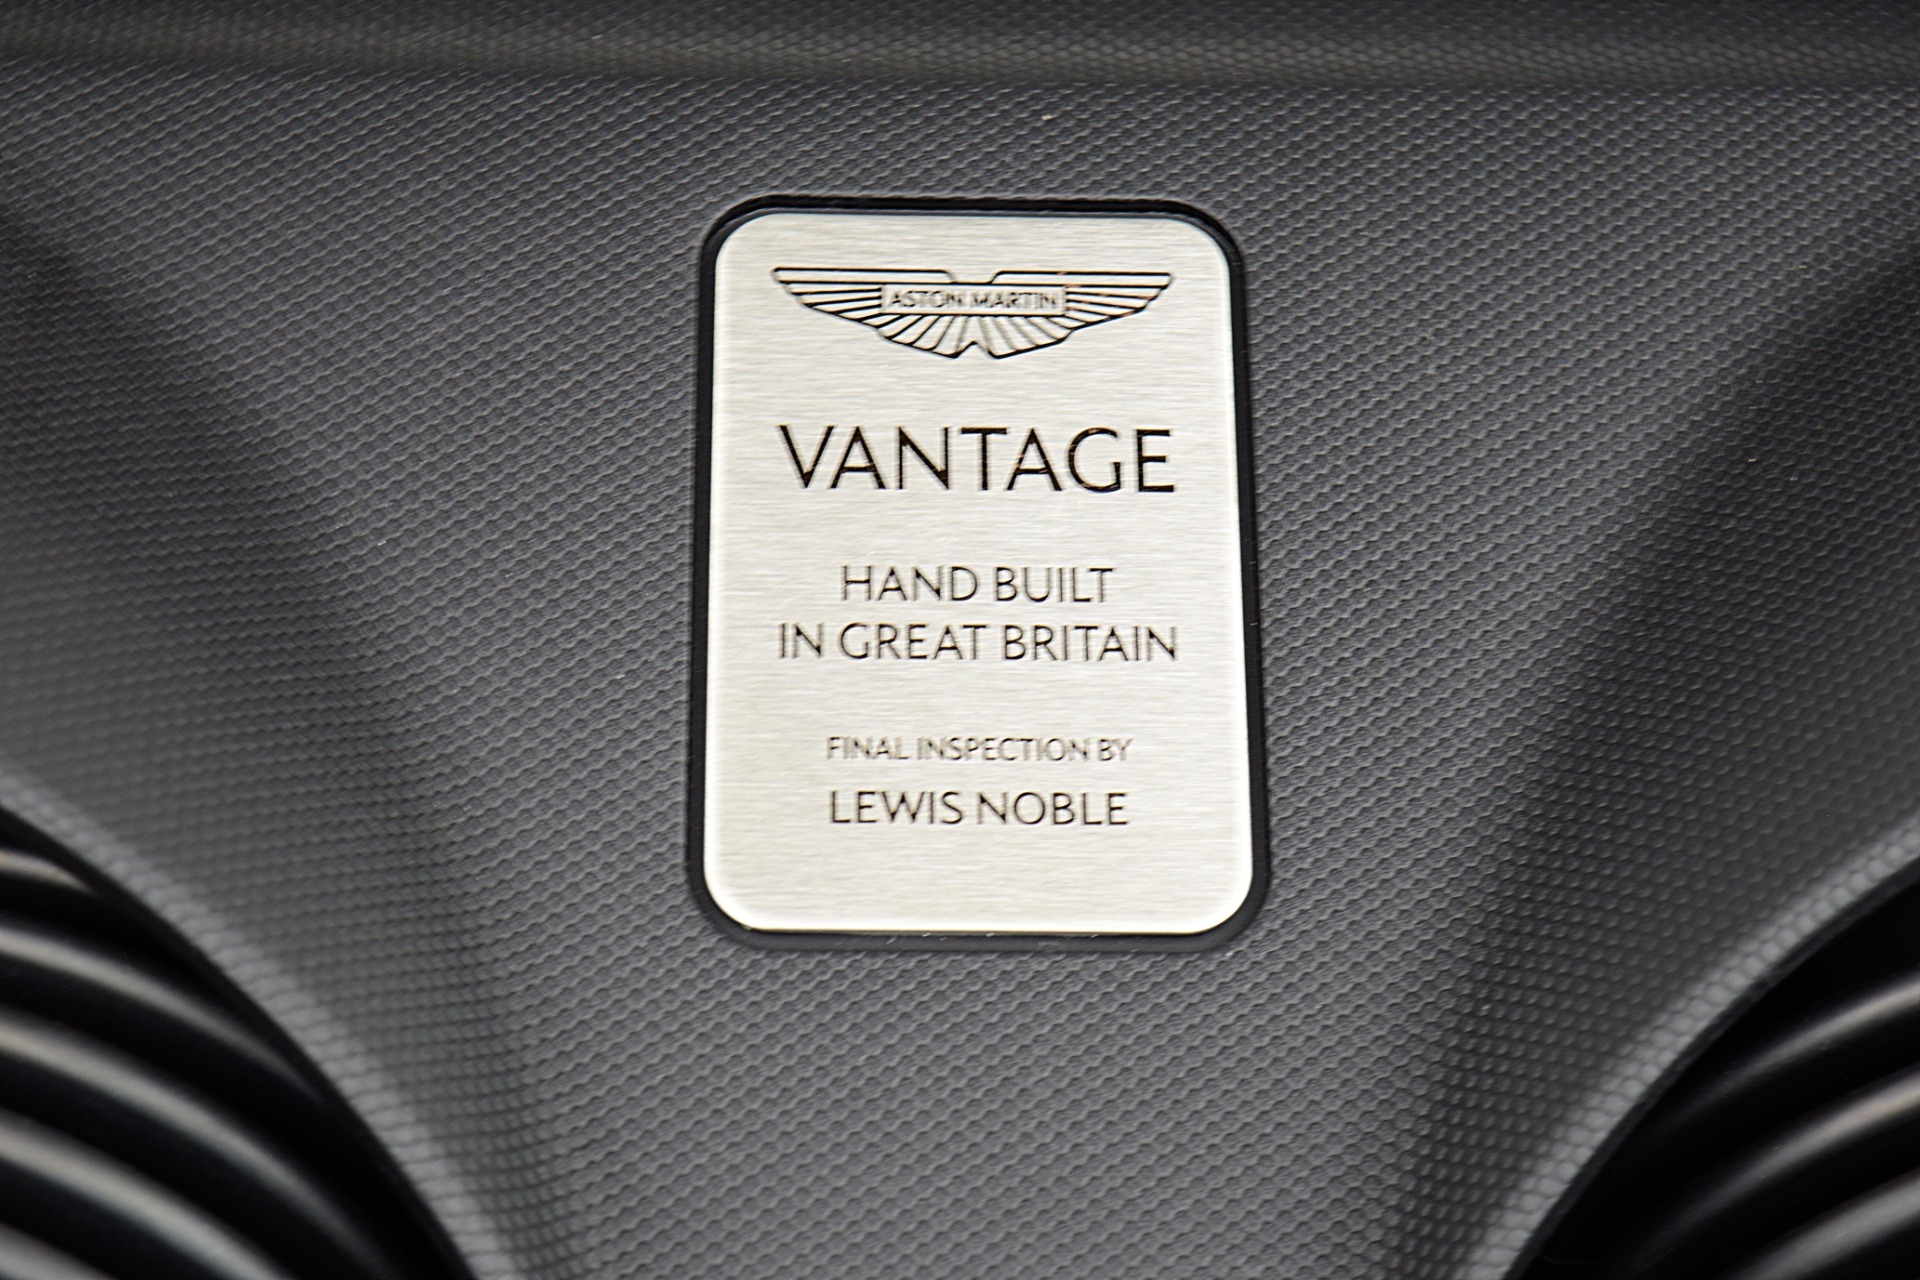 ASTON MARTIN
VANTAGE
HAND BUILT
IN GREAT BRITAIN
FINAL INSPECTION BY
LEWIS NOBLE